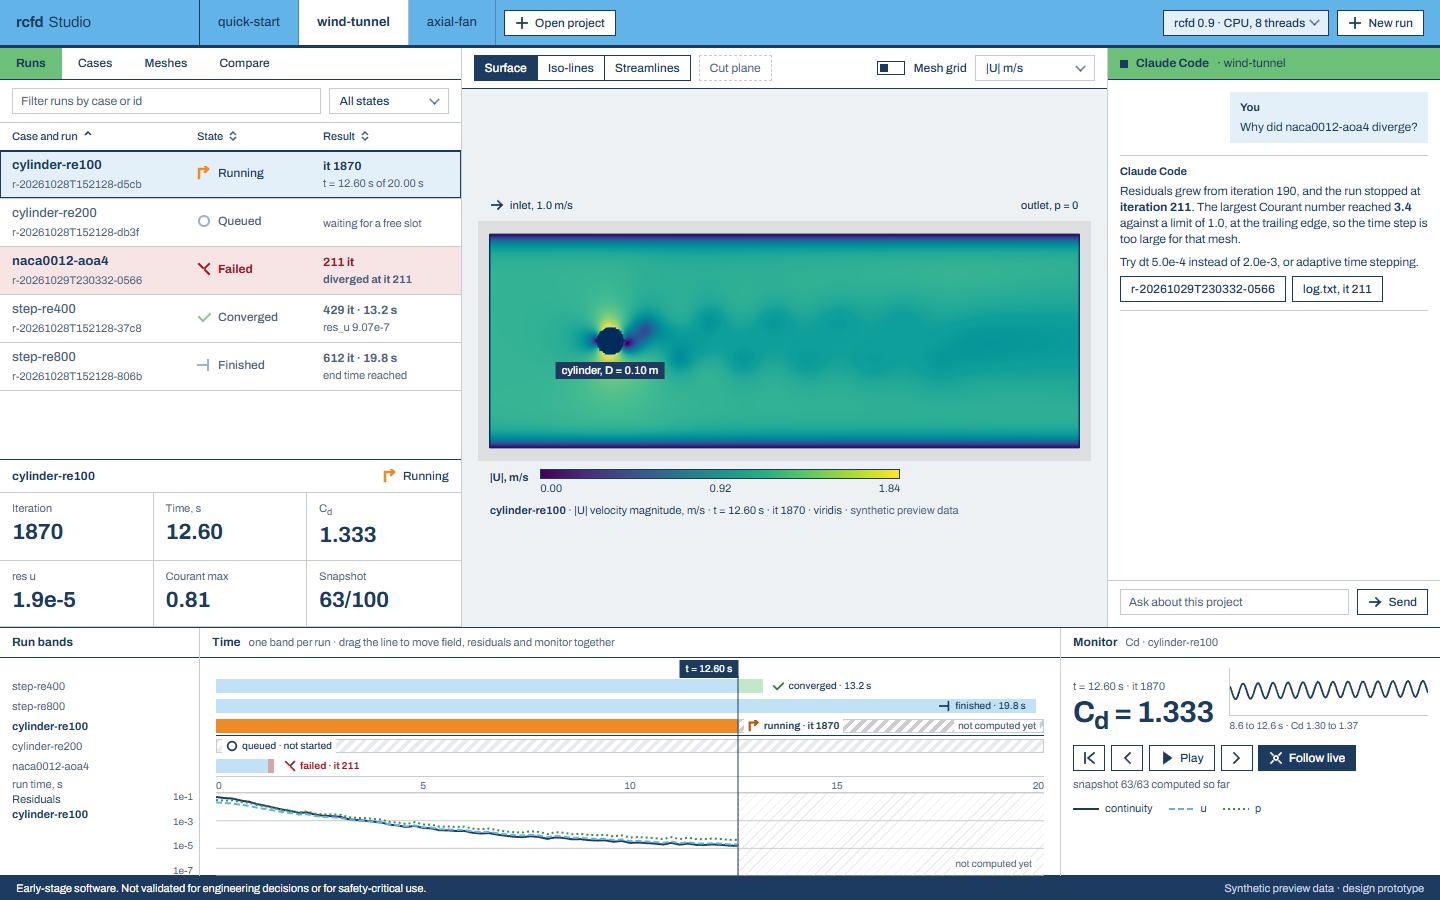 rcfd Studio
quick-start
wind-tunnel
axial-fan
Open project
rcfd 0.9 · CPU, 8 threads
New run
Runs
Cases
Meshes
Compare
Filter runs by case or id
All states
Case and run
State
Result
cylinder-re100
r-20261028T152128-d5cb
Running
it 1870
t = 12.60 s of 20.00 s
cylinder-re200
r-20261028T152128-db3f
Queued
waiting for a free slot
naca0012-aoa4
r-20261029T230332-0566
Failed
211 it
diverged at it 211
step-re400
r-20261028T152128-37c8
Converged
429 it · 13.2 s
res_u 9.07e-7
step-re800
r-20261028T152128-806b
Finished
612 it · 19.8 s
end time reached
cylinder-re100
Running
Iteration
1870
Time, s
12.60
Cd
1.333
res u
1.9e-5
Courant max
0.81
Snapshot
63/100
Surface
Iso-lines
Streamlines
Cut plane
Mesh grid
|U| m/s
inlet, 1.0 m/s
outlet, p = 0
cylinder, D = 0.10 m
|U|, m/s
0.00
0.92
1.84
cylinder-re100 · |U| velocity magnitude, m/s · t = 12.60 s · it 1870 · viridis · synthetic preview data
Claude Code · wind-tunnel
You
Why did naca0012-aoa4 diverge?
Claude Code
Residuals grew from iteration 190, and the run stopped at
iteration 211. The largest Courant number reached 3.4
against a limit of 1.0, at the trailing edge, so the time step is
too large for that mesh.
Try dt 5.0e-4 instead of 2.0e-3, or adaptive time stepping.
r-20261029T230332-0566
log.txt, it 211
Ask about this project
Send
Run bands
Time one band per run · drag the line to move field, residuals and monitor together
t = 12.60 s
step-re400
converged · 13.2 s
step-re800
finished · 19.8 s
cylinder-re100
running · it 1870
not computed yet
cylinder-re200
queued · not started
naca0012-aoa4
failed · it 211
run time, s
0
5
10
15
20
Residuals
cylinder-re100
1e-1
1e-3
1e-5
1e-7
not computed yet
Monitor Cd · cylinder-re100
t = 12.60 s · it 1870
Cd = 1.333
8.6 to 12.6 s · Cd 1.30 to 1.37
Play
Follow live
snapshot 63/63 computed so far
continuity
u
p
Early-stage software. Not validated for engineering decisions or for safety-critical use.
Synthetic preview data · design prototype